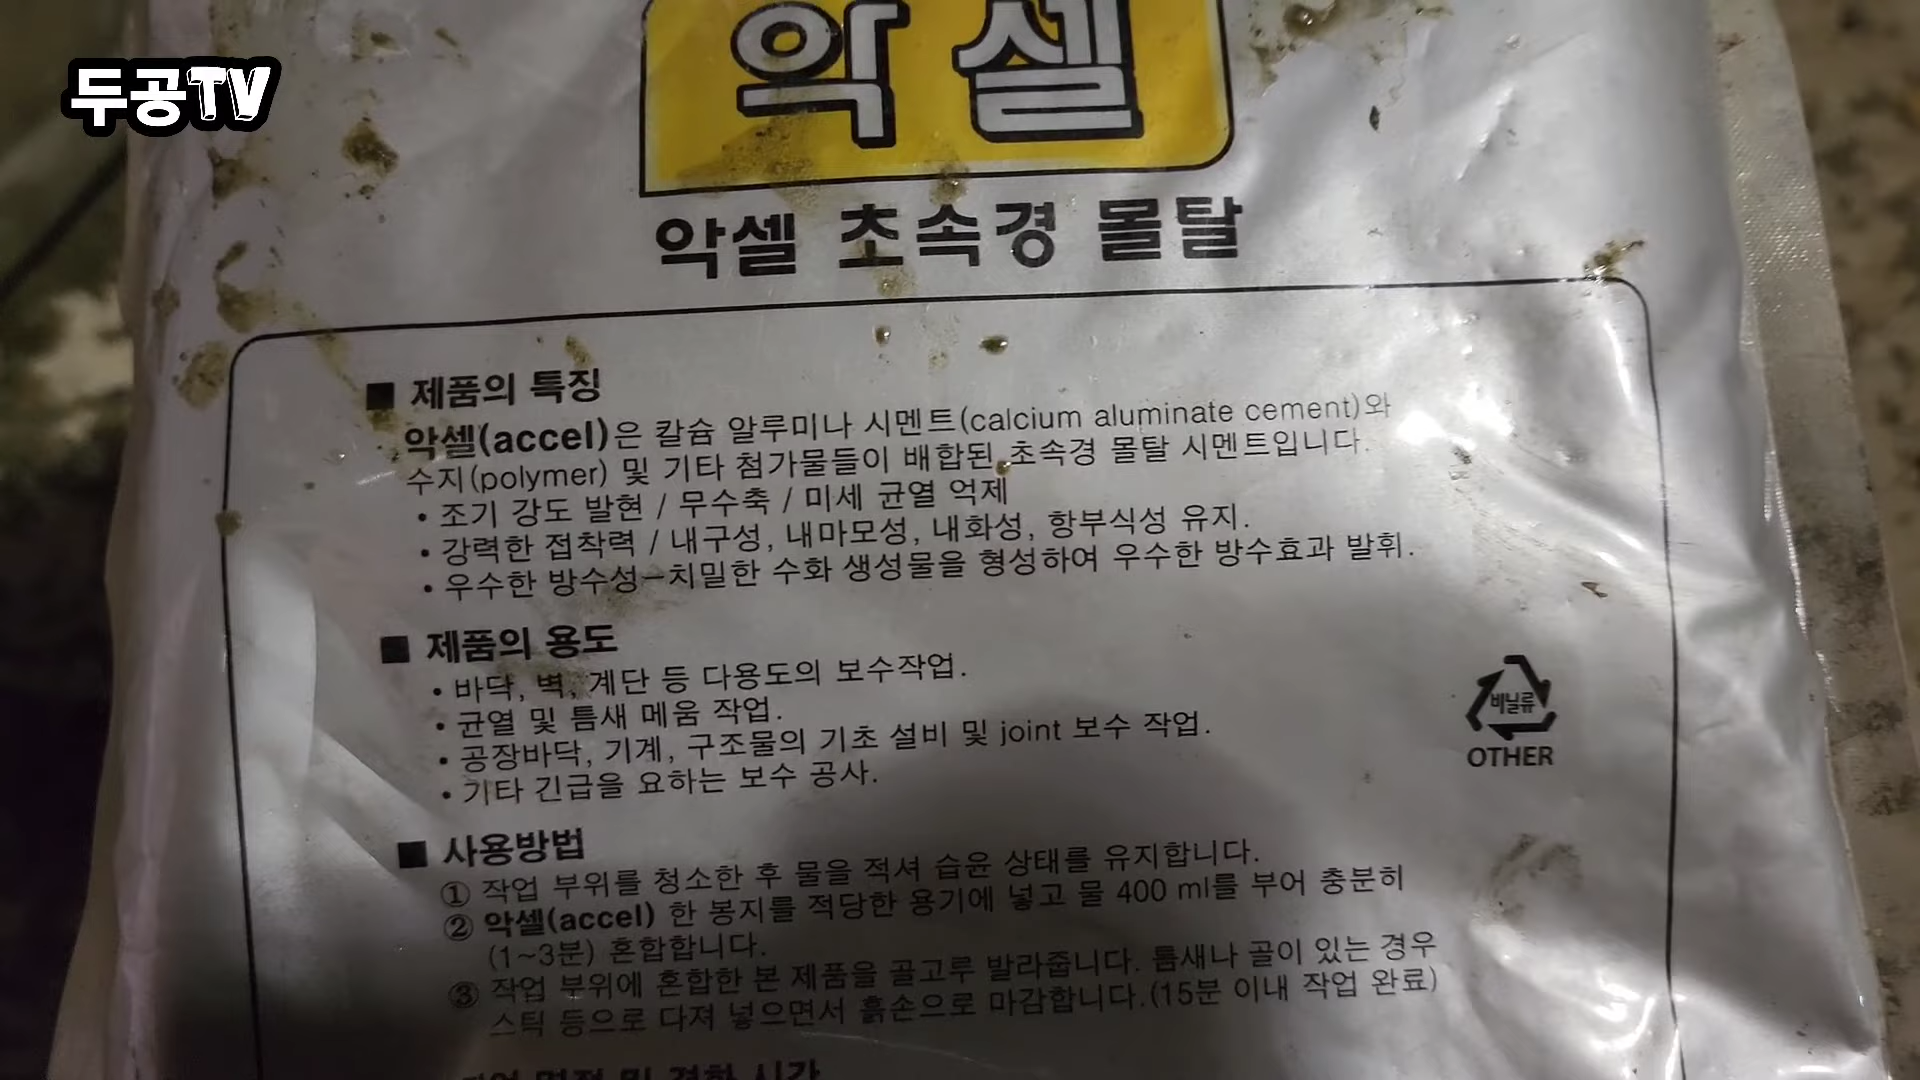 두공TV
악셀
악셀 초속경 몰탈
■ 제품의 특징
악셀(accel)은 칼슘 알루미나 시멘트(calcium aluminate cement)와
수지(polymer) 및 기타 첨가물들이 배합된 초속경 몰탈 시멘트입니다.
• 조기 강도 발현 / 무수축 / 미세 균열 억제
• 강력한 접착력 / 내구성, 내마모성, 내화성, 항부식성 유지.
• 우수한 방수성-치밀한 수화 생성물을 형성하여 우수한 방수효과 발휘.
■ 제품의 용도
• 바닥, 벽, 계단 등 다용도의 보수작업.
• 균열 및 틈새 메움 작업.
• 공장바닥, 기계, 구조물의 기초 설비 및 joint 보수 작업.
• 기타 긴급을 요하는 보수 공사.
비닐류
OTHER
■ 사용방법
① 작업 부위를 청소한 후 물을 적셔 습윤 상태를 유지합니다.
② 악셀(accel) 한 봉지를 적당한 용기에 넣고 물 400 ml를 부어 충분히
(1~3분) 혼합합니다.
③ 작업 부위에 혼합한 본 제품을 골고루 발라줍니다. 틈새나 골이 있는 경우
스틱 등으로 다져 넣으면서 흙손으로 마감합니다.(15분 이내 작업 완료)
면적 및 경화 시간